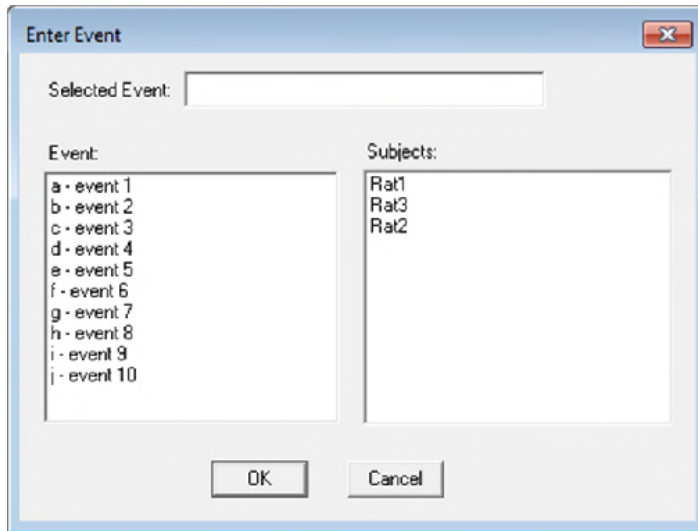 Enter Event
Selected Event:
Event:
a - event 1
b - event 2
c - event 3
d - event 4
e - event 5
f - event 6
g - event 7
h - event 8
i - event 9
j - event 10
Subjects:
Rat1
Rat3
Rat2
OK
Cancel